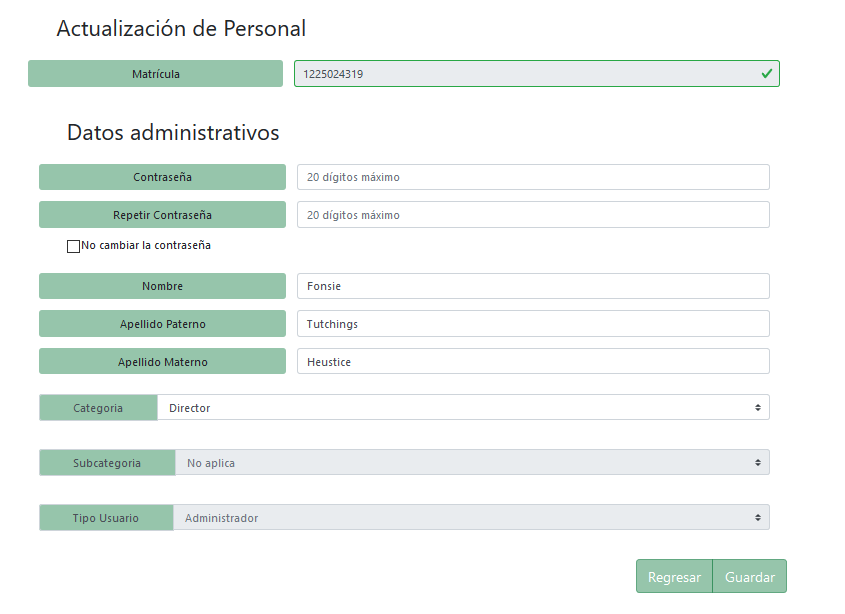 Actualización de Personal
Matrícula 1225024319
Datos administrativos
Contraseña 20 dígitos máximo
Repetir Contraseña 20 dígitos máximo
No cambiar la contraseña
Nombre Fonsie
Apellido Paterno Tutchings
Apellido Materno Heustice
Categoria Director
Subcategoria No aplica
Tipo Usuario Administrador
Regresar Guardar